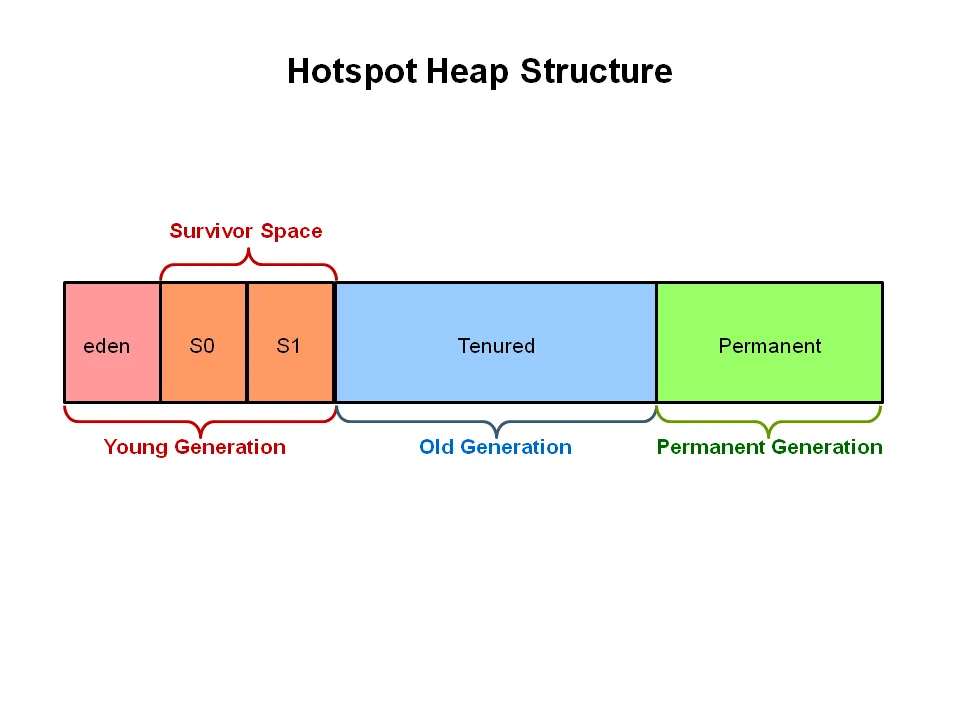 Hotspot Heap Structure
Survivor Space
eden S0 S1 Tenured Permanent
Young Generation Old Generation Permanent Generation